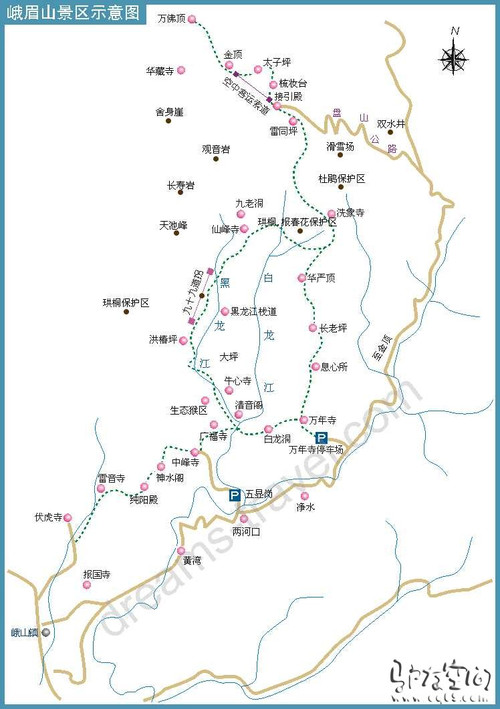 峨眉山景区示意图
万佛顶
N
金顶
太子坪
华藏寺
梳妆台
空中客运索道
接引殿
舍身崖
雷同坪
盘山公路
双水井
观音岩
滑雪场
杜鹃保护区
长寿岩
九老洞
珙桐、报春花保护区
洗象寺
天池峰
仙峰寺
华严顶
九十九道拐
黑龙江
白龙江
珙桐保护区
黑龙江栈道
长老坪
洪椿坪
大坪
至金顶
息心所
牛心寺
生态猴区
清音阁
万年寺
广福寺
白龙洞
万年寺停车场
中峰寺
神水阁
雷音寺
纯阳殿
P
P
五显岗
净水
伏虎寺
两河口
黄湾
报国寺
峨山镇
dreams-travel.com
驴友空间
www.cqlt8.com